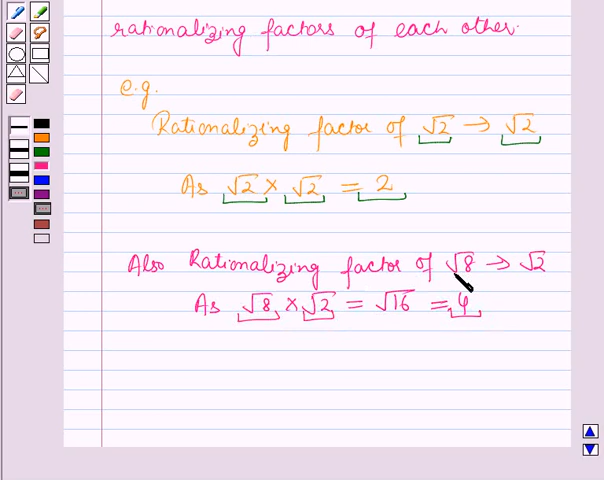 rationalizing factors of each other.
e.g.
Rationalizing factor of √2 → √2
As √2 × √2 = 2
Also Rationalizing factor of √8 → √2
As √8 × √2 = √16 = 4